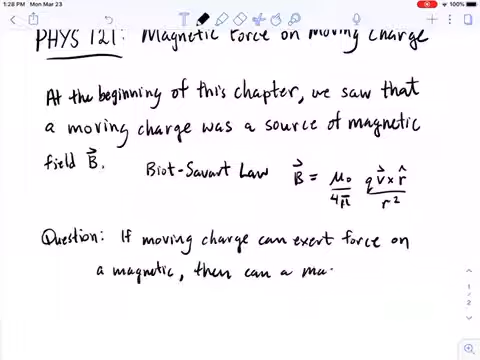 1:28 PM Mon Mar 23
100%
PHYS 121: Magnetic Force on Moving Charge
At the beginning of this chapter, we saw that
a moving charge was a source of magnetic
field B⃗. Biot-Savart Law B⃗ = μ₀/4π qv⃗ × r̂/r²
Question: If moving charge can exert force on
a magnetic, then can a ma
1
/
2